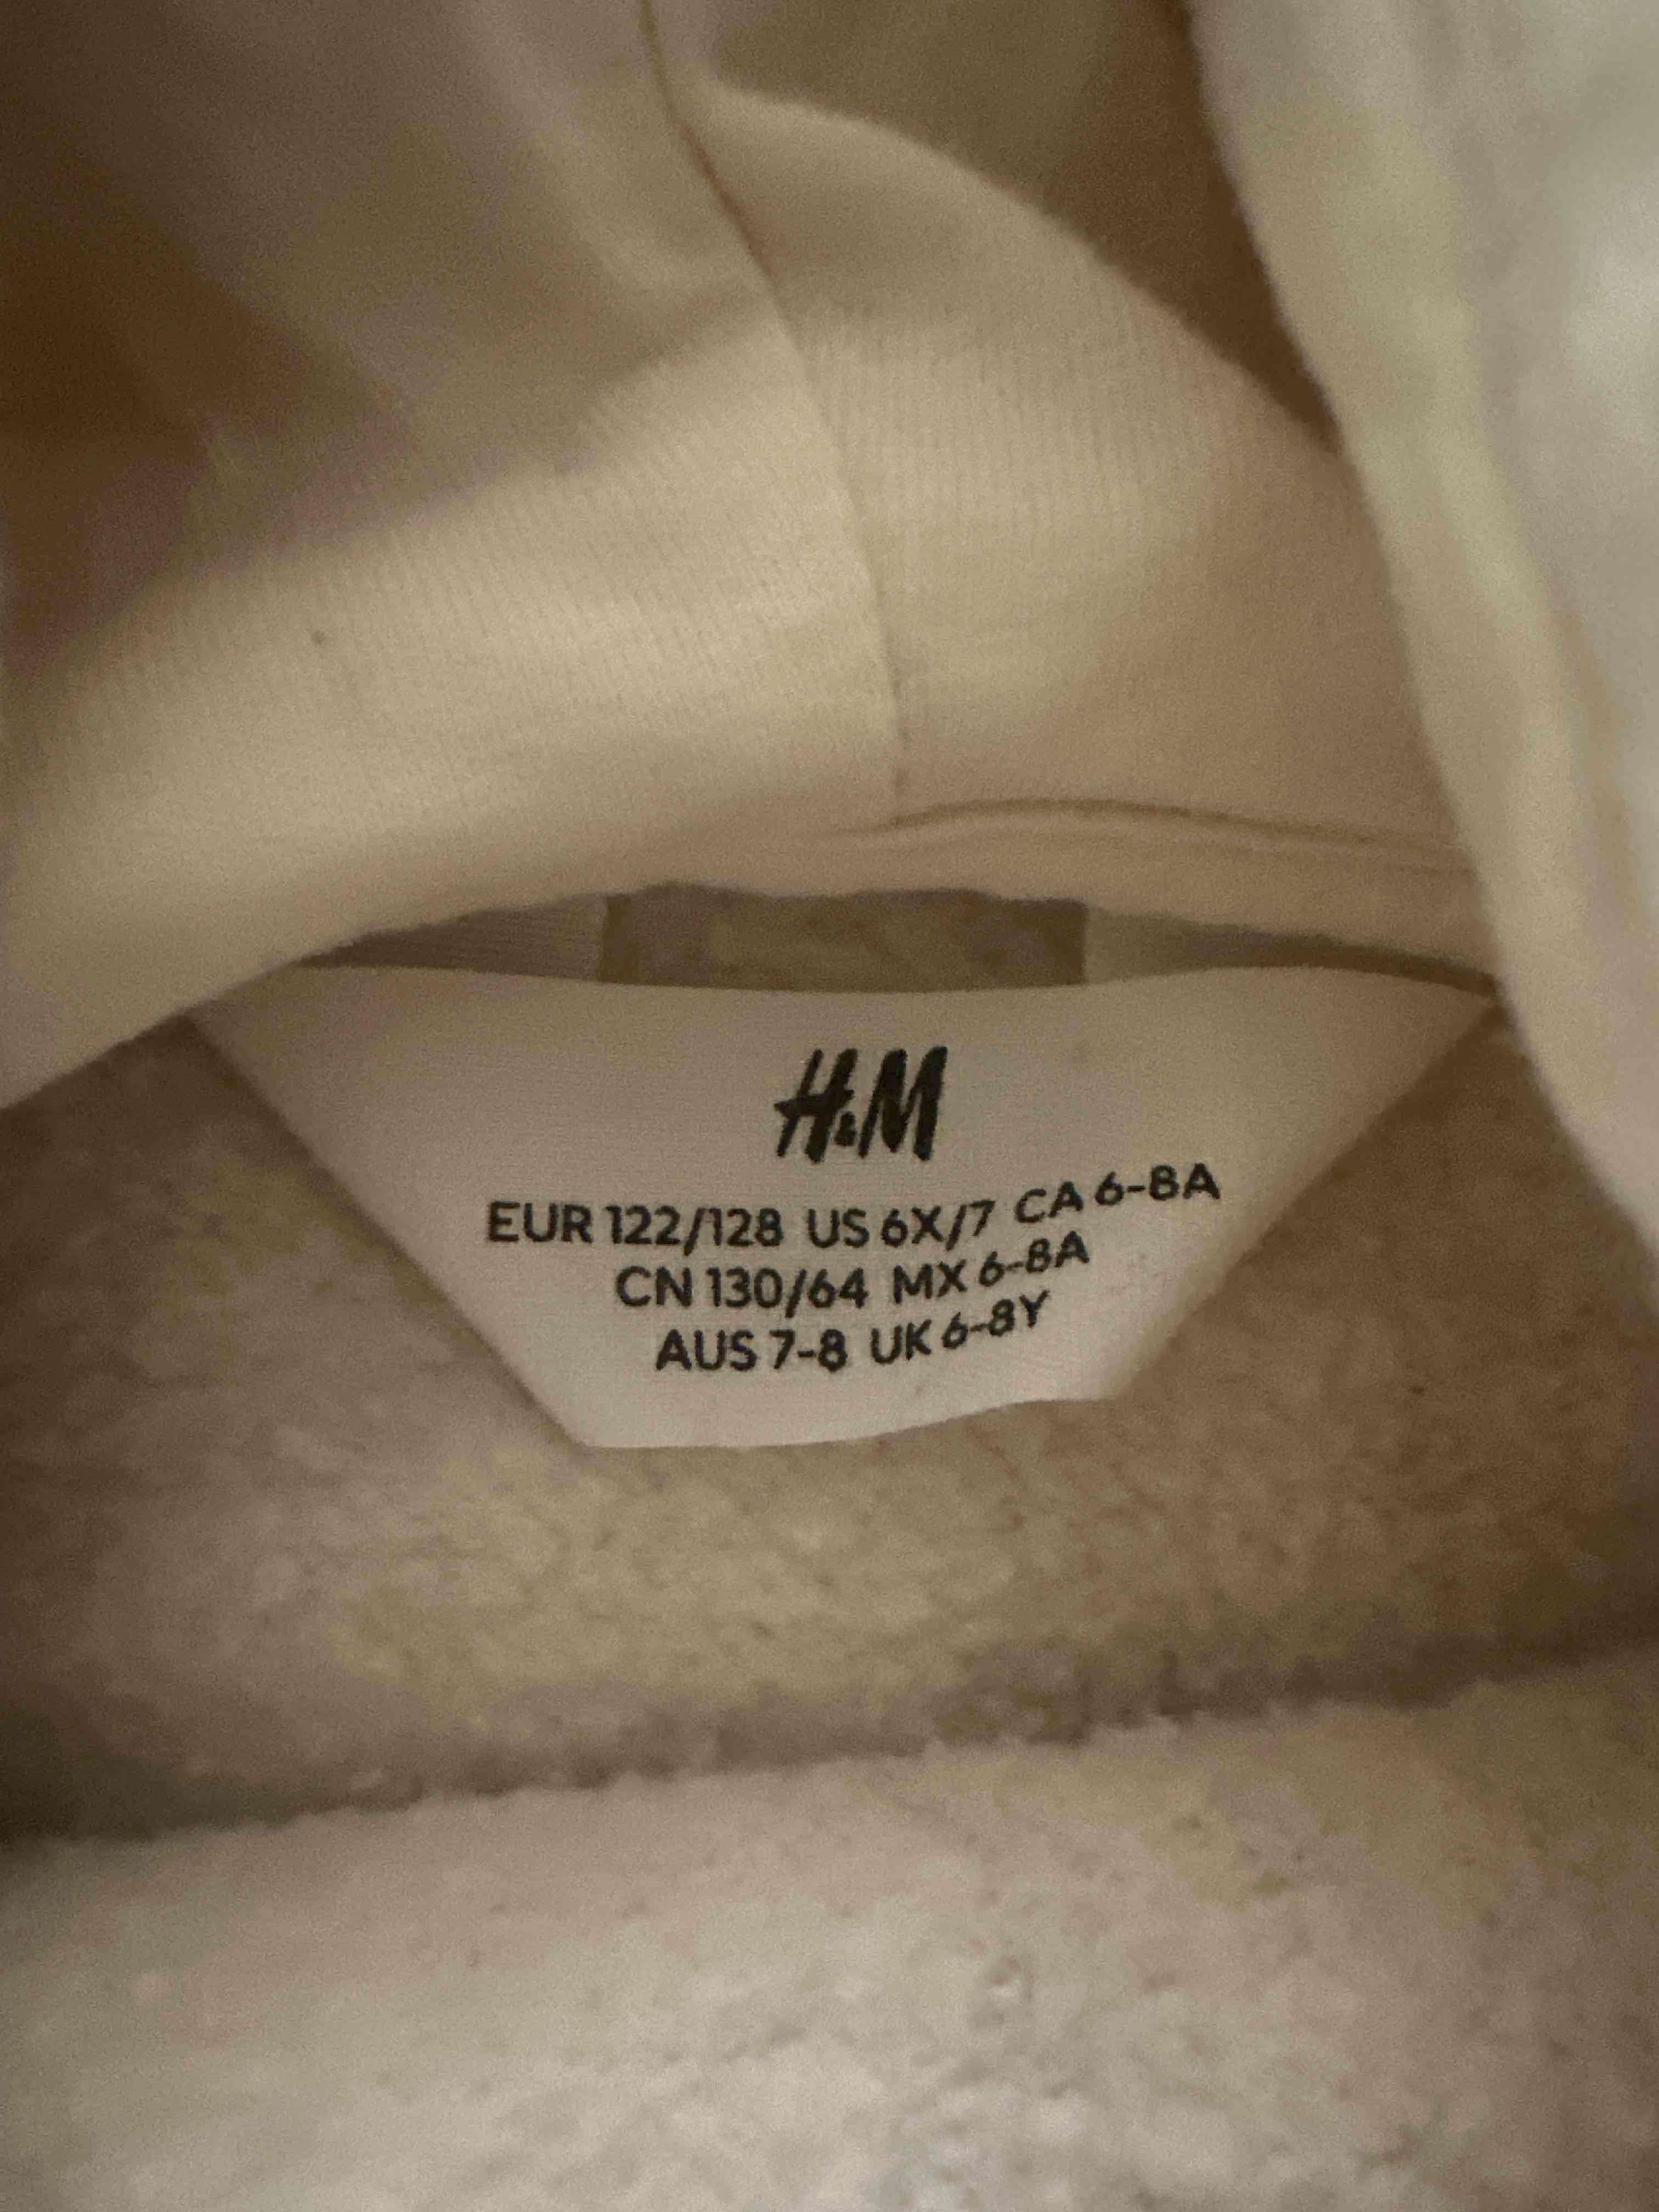 H&M
EUR 122/128 US 6X/7 CA 6-8A
CN 130/64 MX 6-8A
AUS 7-8 UK 6-8Y